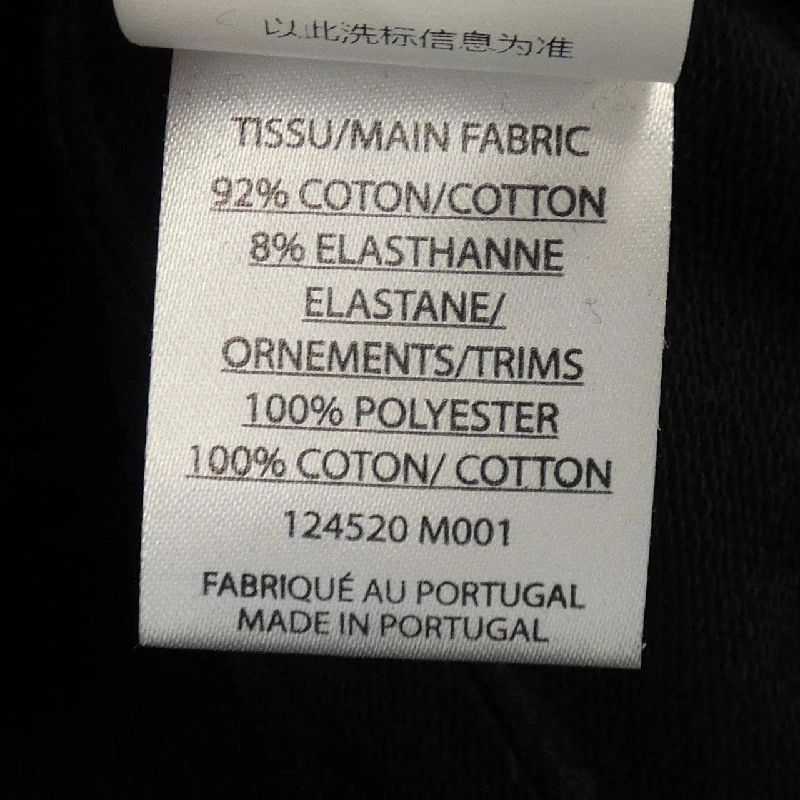 以此洗标信息为准
TISSU/MAIN FABRIC
92% COTON/COTTON
8% ELASTHANNE
ELASTANE/
ORNEMENTS/TRIMS
100% POLYESTER
100% COTON/ COTTON
124520 M001
FABRIQUÉ AU PORTUGAL
MADE IN PORTUGAL